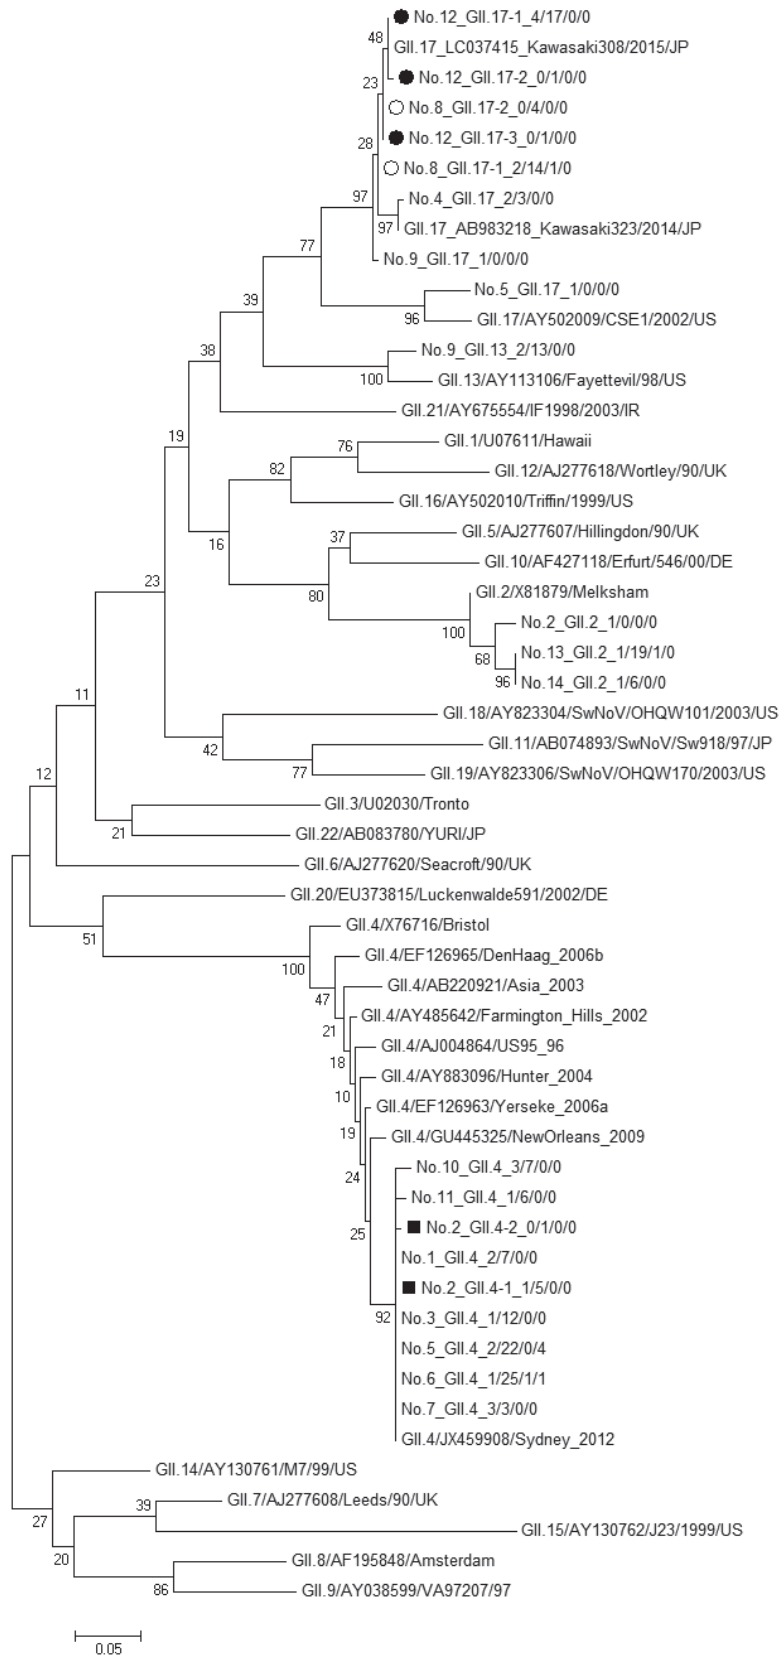 No.12_GII.17-1_4/17/0/0
48
GII.17_LC037415_Kawasaki308/2015/JP
No.12_GII.17-2_0/1/0/0
23
No.8_GII.17-2_0/4/0/0
No.12_GII.17-3_0/1/0/0
28
No.8_GII.17-1_2/14/1/0
97
No.4_GII.17_2/3/0/0
97
GII.17_AB983218_Kawasaki323/2014/JP
77
No.9_GII.17_1/0/0/0
No.5_GII.17_1/0/0/0
39
96
GII.17/AY502009/CSE1/2002/US
38
No.9_GII.13_2/13/0/0
100
GII.13/AY113106/Fayettevil/98/US
GII.21/AY675554/IF1998/2003/IR
19
GII.1/U07611/Hawaii
76
82
GII.12/AJ277618/Wortley/90/UK
GII.16/AY502010/Triffin/1999/US
16
37
GII.5/AJ277607/Hillingdon/90/UK
GII.10/AF427118/Erfurt/546/00/DE
23
80
GII.2/X81879/Melksham
100
No.2_GII.2_1/0/0/0
68
No.13_GII.2_1/19/1/0
96
No.14_GII.2_1/6/0/0
11
GII.18/AY823304/SwNoV/OHQW101/2003/US
42
GII.11/AB074893/SwNoV/Sw918/97/JP
77
GII.19/AY823306/SwNoV/OHQW170/2003/US
12
GII.3/U02030/Tronto
21
GII.22/AB083780/YURI/JP
GII.6/AJ277620/Seacroft/90/UK
GII.20/EU373815/Luckenwalde591/2002/DE
51
GII.4/X76716/Bristol
100
GII.4/EF126965/DenHaag_2006b
47
GII.4/AB220921/Asia_2003
21
GII.4/AY485642/Farmington_Hills_2002
18
GII.4/AJ004864/US95_96
10
GII.4/AY883096/Hunter_2004
19
GII.4/EF126963/Yerseke_2006a
24
GII.4/GU445325/NewOrleans_2009
25
No.10_GII.4_3/7/0/0
No.11_GII.4_1/6/0/0
No.2_GII.4-2_0/1/0/0
No.1_GII.4_2/7/0/0
No.2_GII.4-1_1/5/0/0
92
No.3_GII.4_1/12/0/0
No.5_GII.4_2/22/0/4
No.6_GII.4_1/25/1/1
No.7_GII.4_3/3/0/0
GII.4/JX459908/Sydney_2012
GII.14/AY130761/M7/99/US
27
39
GII.7/AJ277608/Leeds/90/UK
GII.15/AY130762/J23/1999/US
20
GII.8/AF195848/Amsterdam
86
GII.9/AY038599/VA97207/97
0.05